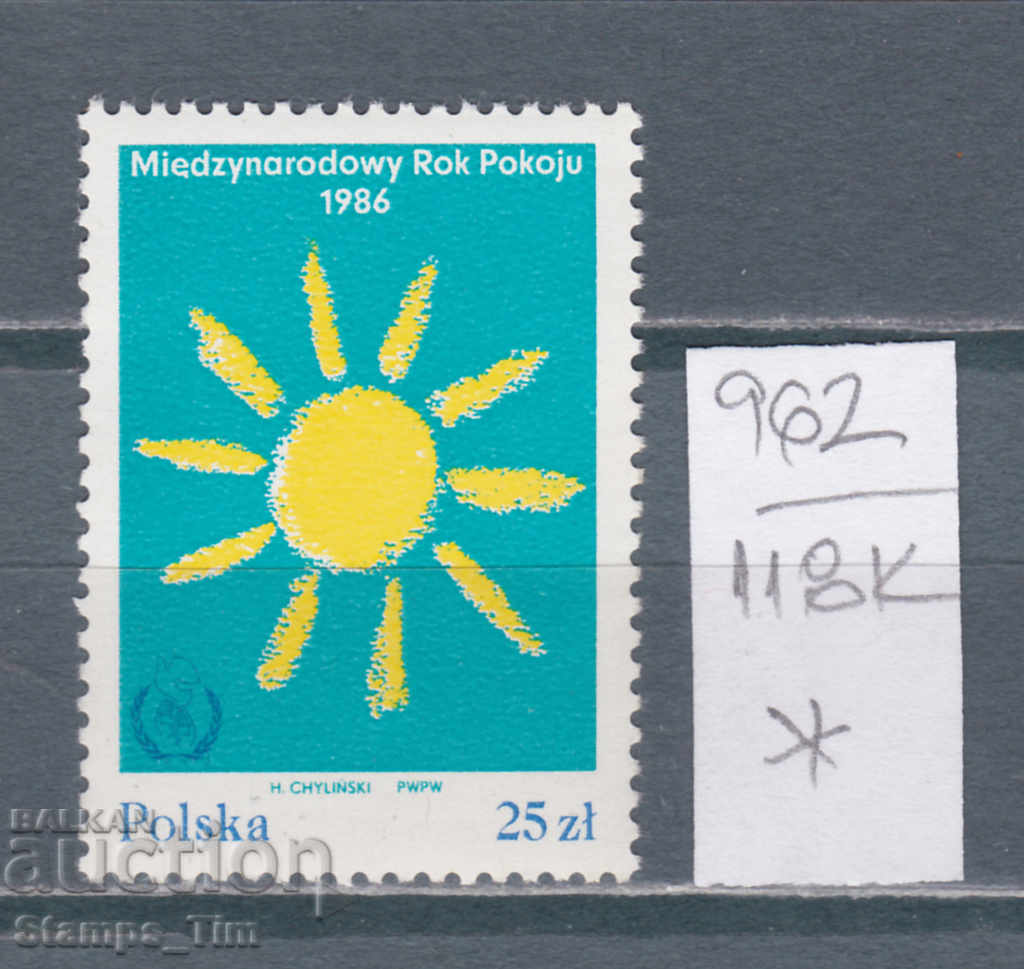 Międzynarodowy Rok Pokoju
1986
H. CHYLIŃSKI PWPW
Polska 25 zł
962
118K
*
BALKAN
auction
Stamps_Tim